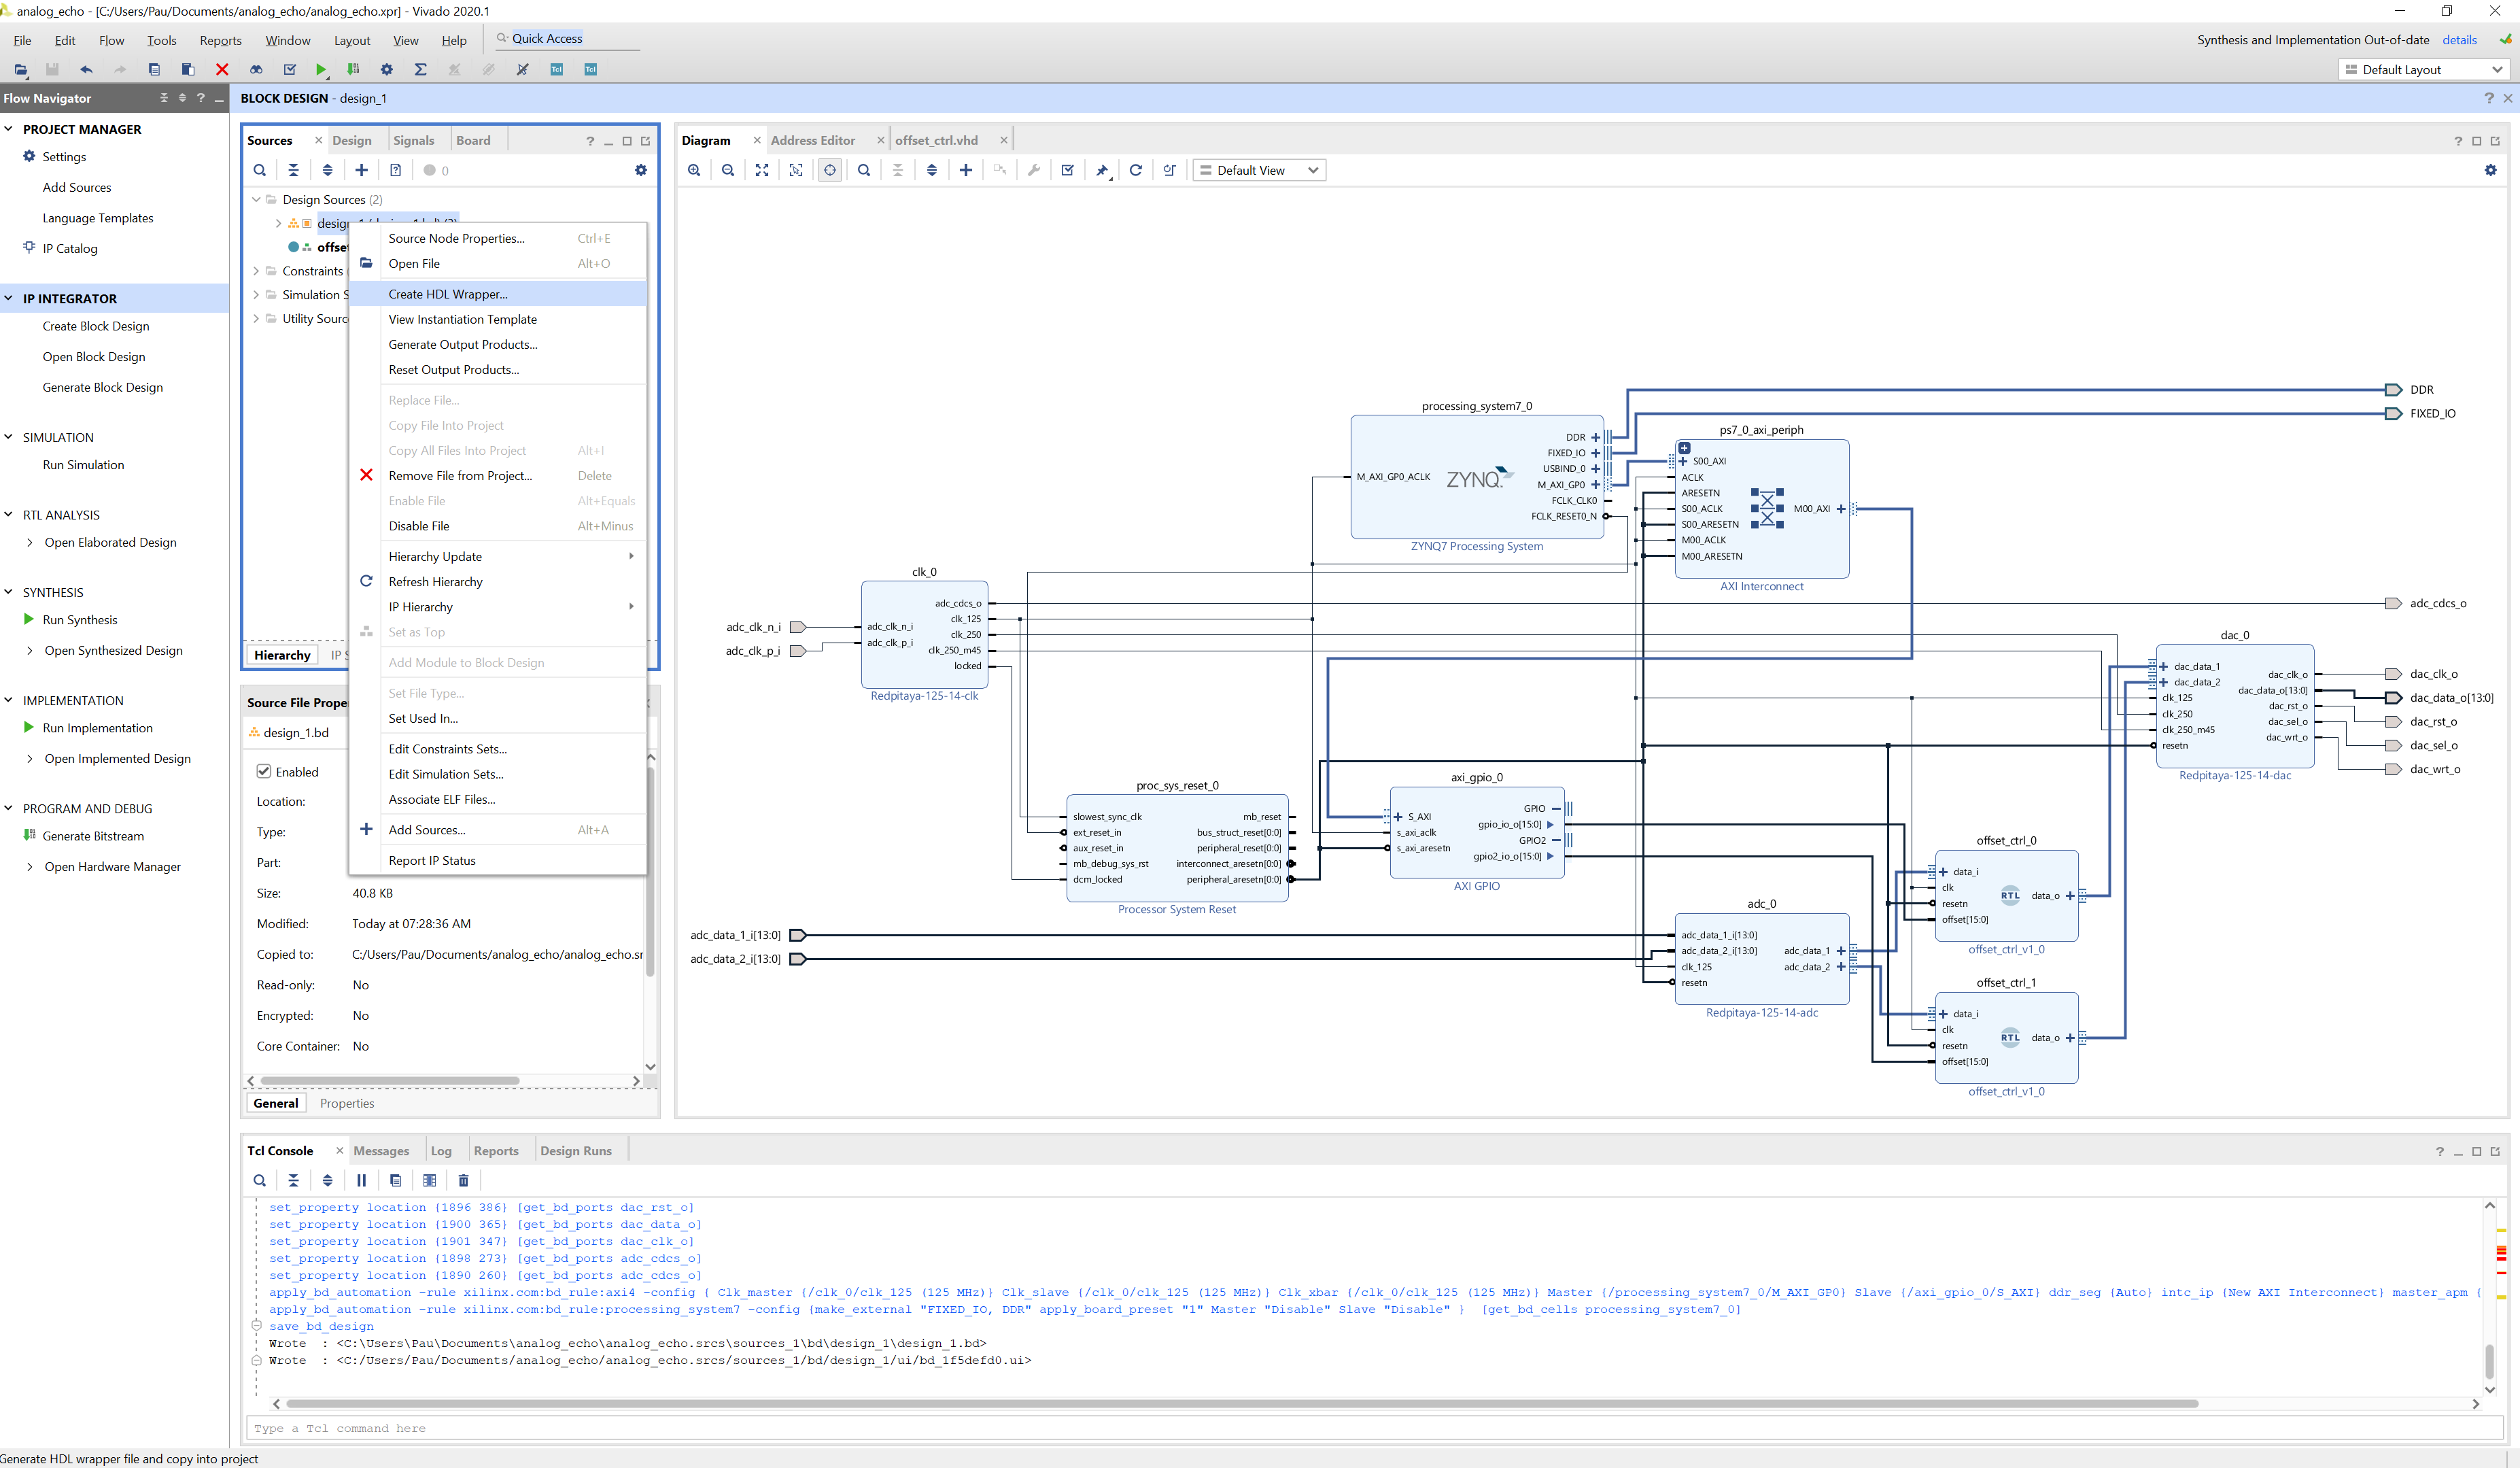 analog_echo - [C:/Users/Pau/Documents/analog_echo/analog_echo.xpr] - Vivado 2020.1
File Edit Flow Tools Reports Window Layout View Help Quick Access
Synthesis and Implementation Out-of-date details
Default Layout
Flow Navigator
PROJECT MANAGER
Settings
Add Sources
Language Templates
IP Catalog
IP INTEGRATOR
Create Block Design
Open Block Design
Generate Block Design
SIMULATION
Run Simulation
RTL ANALYSIS
Open Elaborated Design
SYNTHESIS
Run Synthesis
Open Synthesized Design
IMPLEMENTATION
Run Implementation
Open Implemented Design
PROGRAM AND DEBUG
Generate Bitstream
Open Hardware Manager
BLOCK DESIGN - design_1
Sources Design Signals Board
0
Design Sources (2)
Constraints
Hierarchy
Source Node Properties... Ctrl+E
Open File Alt+O
Create HDL Wrapper...
View Instantiation Template
Generate Output Products...
Reset Output Products...
Replace File...
Copy File Into Project
Copy All Files Into Project Alt+I
Remove File from Project... Delete
Enable File Alt+Equals
Disable File Alt+Minus
Hierarchy Update
Refresh Hierarchy
IP Hierarchy
Set as Top
Add Module to Block Design
Set File Type...
Set Used In...
Edit Constraints Sets...
Edit Simulation Sets...
Associate ELF Files...
Add Sources... Alt+A
Report IP Status
Source File
design_1.bd
Enabled
Location:
Type:
Part:
Size: 40.8 KB
Modified: Today at 07:28:36 AM
Copied to: C:/Users/Pau/Documents/analog_echo/analog_echo.sr
Read-only: No
Encrypted: No
Core Container: No
General Properties
Diagram Address Editor offset_ctrl.vhd
Default View
processing_system7_0
M_AXI_GP0_ACLK
ZYNQ
DDR
FIXED_IO
USBIND_0
M_AXI_GP0
FCLK_CLK0
FCLK_RESET0_N
ZYNQ7 Processing System
ps7_0_axi_periph
S00_AXI
ACLK
ARESETN
S00_ACLK
S00_ARESETN
M00_ACLK
M00_ARESETN
M00_AXI
AXI Interconnect
DDR
FIXED_IO
clk_0
adc_clk_n_i
adc_clk_p_i
adc_clk_n_i
adc_clk_p_i
adc_cdcs_o
clk_125
clk_250
clk_250_m45
locked
Redpitaya-125-14-clk
adc_cdcs_o
dac_0
dac_data_1
dac_data_2
clk_125
clk_250
clk_250_m45
resetn
dac_clk_o
dac_data_o[13:0]
dac_rst_o
dac_sel_o
dac_wrt_o
Redpitaya-125-14-dac
dac_clk_o
dac_data_o[13:0]
dac_rst_o
dac_sel_o
dac_wrt_o
proc_sys_reset_0
slowest_sync_clk
ext_reset_in
aux_reset_in
mb_debug_sys_rst
dcm_locked
mb_reset
bus_struct_reset[0:0]
peripheral_reset[0:0]
interconnect_aresetn[0:0]
peripheral_aresetn[0:0]
Processor System Reset
axi_gpio_0
S_AXI
s_axi_aclk
s_axi_aresetn
GPIO
gpio_io_o[15:0]
GPIO2
gpio2_io_o[15:0]
AXI GPIO
adc_data_1_i[13:0]
adc_data_2_i[13:0]
adc_0
adc_data_1_i[13:0]
adc_data_2_i[13:0]
clk_125
resetn
adc_data_1
adc_data_2
Redpitaya-125-14-adc
offset_ctrl_0
data_i
clk
resetn
offset[15:0]
RTL
data_o
offset_ctrl_v1_0
offset_ctrl_1
data_i
clk
resetn
offset[15:0]
RTL
data_o
offset_ctrl_v1_0
Tcl Console Messages Log Reports Design Runs
set_property location {1896 386} [get_bd_ports dac_rst_o]
set_property location {1900 365} [get_bd_ports dac_data_o]
set_property location {1901 347} [get_bd_ports dac_clk_o]
set_property location {1898 273} [get_bd_ports adc_cdcs_o]
set_property location {1890 260} [get_bd_ports adc_cdcs_o]
apply_bd_automation -rule xilinx.com:bd_rule:axi4 -config { Clk_master {/clk_0/clk_125 (125 MHz)} Clk_slave {/clk_0/clk_125 (125 MHz)} Clk_xbar {/clk_0/clk_125 (125 MHz)} Master {/processing_system7_0/M_AXI_GP0} Slave {/axi_gpio_0/S_AXI} ddr_seg {Auto} intc_ip {New AXI Interconnect} master_apm {
apply_bd_automation -rule xilinx.com:bd_rule:processing_system7 -config {make_external "FIXED_IO, DDR" apply_board_preset "1" Master "Disable" Slave "Disable" }  [get_bd_cells processing_system7_0]
save_bd_design
Wrote  : <C:\Users\Pau\Documents\analog_echo\analog_echo.srcs\sources_1\bd\design_1\design_1.bd>
Wrote  : <C:/Users/Pau/Documents/analog_echo/analog_echo.srcs/sources_1/bd/design_1/ui/bd_1f5defd0.ui>
Type a Tcl command here
Generate HDL wrapper file and copy into project